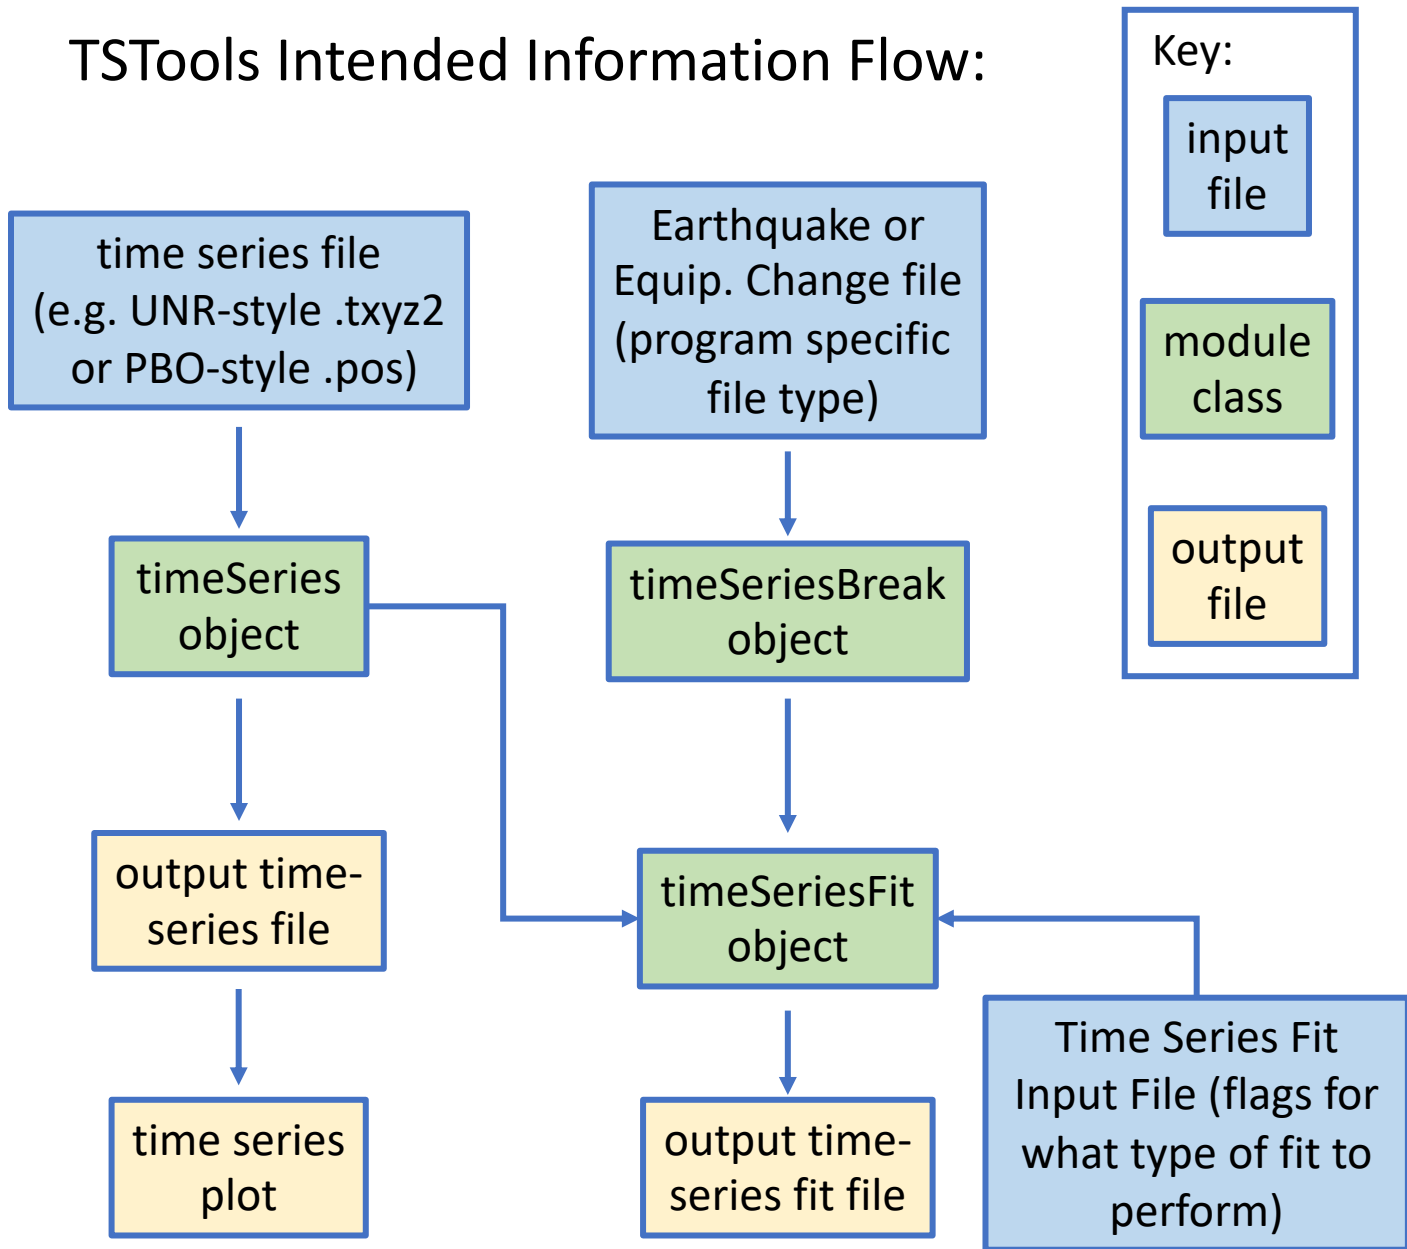 TSTools Intended Information Flow:
Key:
input
file
module
class
output
file
time series file
(e.g. UNR-style .txyz2
or PBO-style .pos)
Earthquake or
Equip. Change file
(program specific
file type)
timeSeries
object
timeSeriesBreak
object
output time-
series file
timeSeriesFit
object
time series
plot
output time-
series fit file
Time Series Fit
Input File (flags for
what type of fit to
perform)